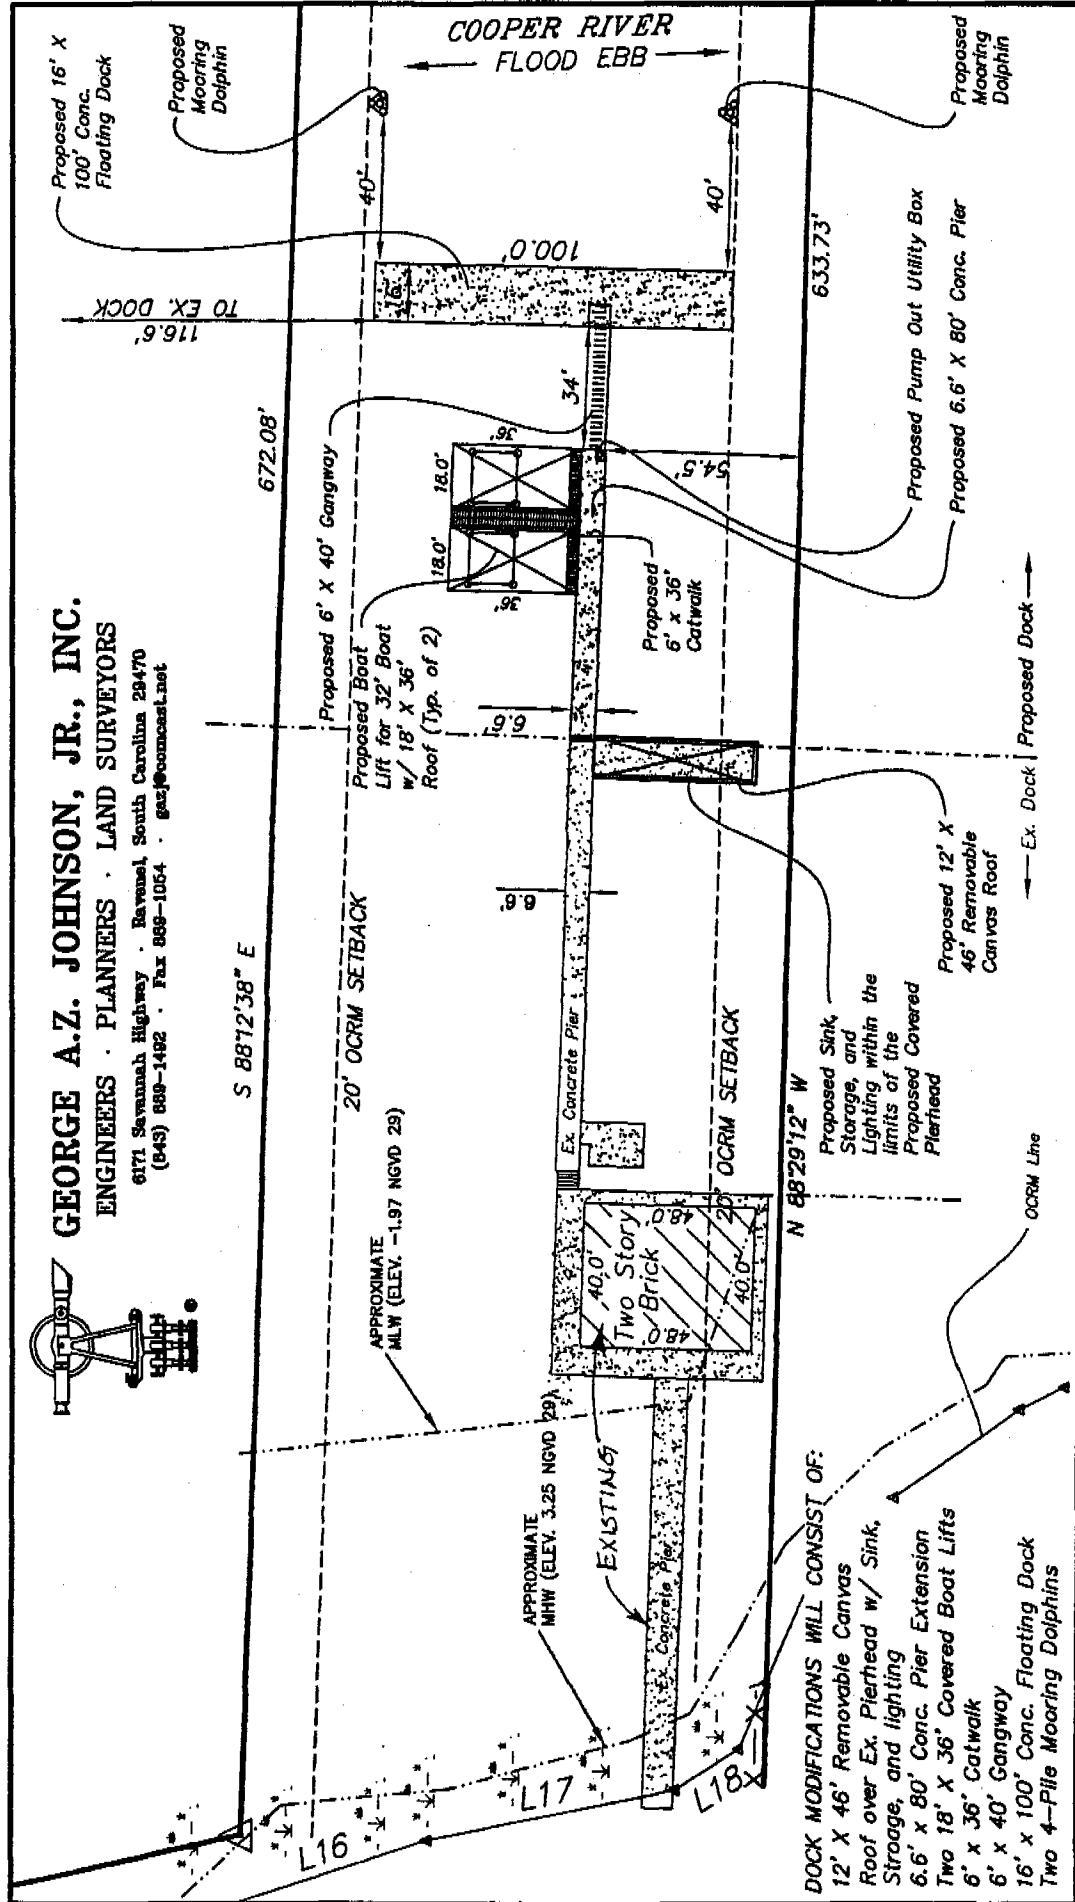 GEORGE A.Z. JOHNSON, JR., INC.
ENGINEERS · PLANNERS · LAND SURVEYORS
6171 Savannah Highway · Ravenel, South Carolina 29470
(843) 889-1492 · Fax 889-1054 · gazj@comcast.net
Proposed 16' X
100' Conc.
Floating Dock
Proposed
Mooring
Dolphin
COOPER RIVER
FLOOD EBB
Proposed
Mooring
Dolphin
40'
40'
100.0'
16'
116.6'
TO EX. DOCK
672.08'
S 88°12'38" E
633.73'
N 88°29'12" W
Proposed 6' X 40' Gangway
34'
36'
18.0'
18.0'
36'
54.5'
Proposed Boat
Lift for 32' Boat
w/ 18' X 36'
Roof (Typ. of 2)
Proposed
6' x 36'
Catwalk
Proposed Pump Out Utility Box
Proposed 6.6' X 80' Conc. Pier
6.6'
6.6'
Ex. Dock
Proposed Dock
20' OCRM SETBACK
20' OCRM SETBACK
Proposed 12' X
46' Removable
Canvas Roof
Proposed Sink,
Storage, and
Lighting within the
limits of the
Proposed Covered
Pierhead
Ex. Concrete Pier
APPROXIMATE
MLW (ELEV. -1.97 NGVD 29)
40.0'
48.0'
Two Story
Brick
48.0'
40.0'
APPROXIMATE
MHW (ELEV. 3.25 NGVD 29)
EXISTING
Ex. Concrete Pier
OCRM Line
L16
L17
L18
DOCK MODIFICATIONS WILL CONSIST OF:
12' X 46' Removable Canvas
Roof over Ex. Pierhead w/ Sink,
Stroage, and lighting
6.6' x 80' Conc. Pier Extension
Two 18' X 36' Covered Boat Lifts
6' x 36' Catwalk
6' x 40' Gangway
16' x 100' Conc. Floating Dock
Two 4-Pile Mooring Dolphins